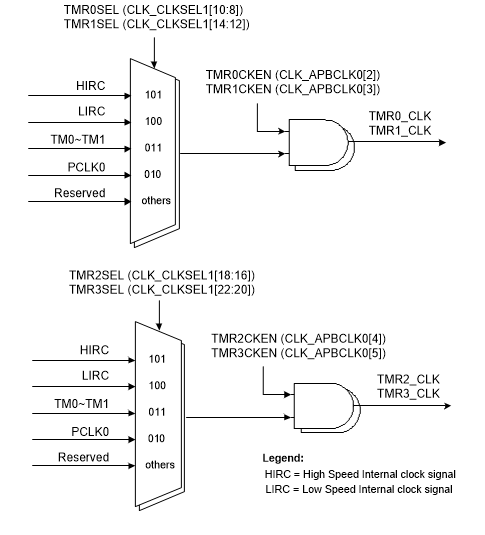 TMR0SEL (CLK_CLKSEL1[10:8])
TMR1SEL (CLK_CLKSEL1[14:12])
HIRC
101
LIRC
100
TM0~TM1
011
PCLK0
010
Reserved
others
TMR0CKEN (CLK_APBCLK0[2])
TMR1CKEN (CLK_APBCLK0[3])
TMR0_CLK
TMR1_CLK
TMR2SEL (CLK_CLKSEL1[18:16])
TMR3SEL (CLK_CLKSEL1[22:20])
HIRC
101
LIRC
100
TM0~TM1
011
PCLK0
010
Reserved
others
TMR2CKEN (CLK_APBCLK0[4])
TMR3CKEN (CLK_APBCLK0[5])
TMR2_CLK
TMR3_CLK
Legend:
HIRC = High Speed Internal clock signal
LIRC = Low Speed Internal clock signal